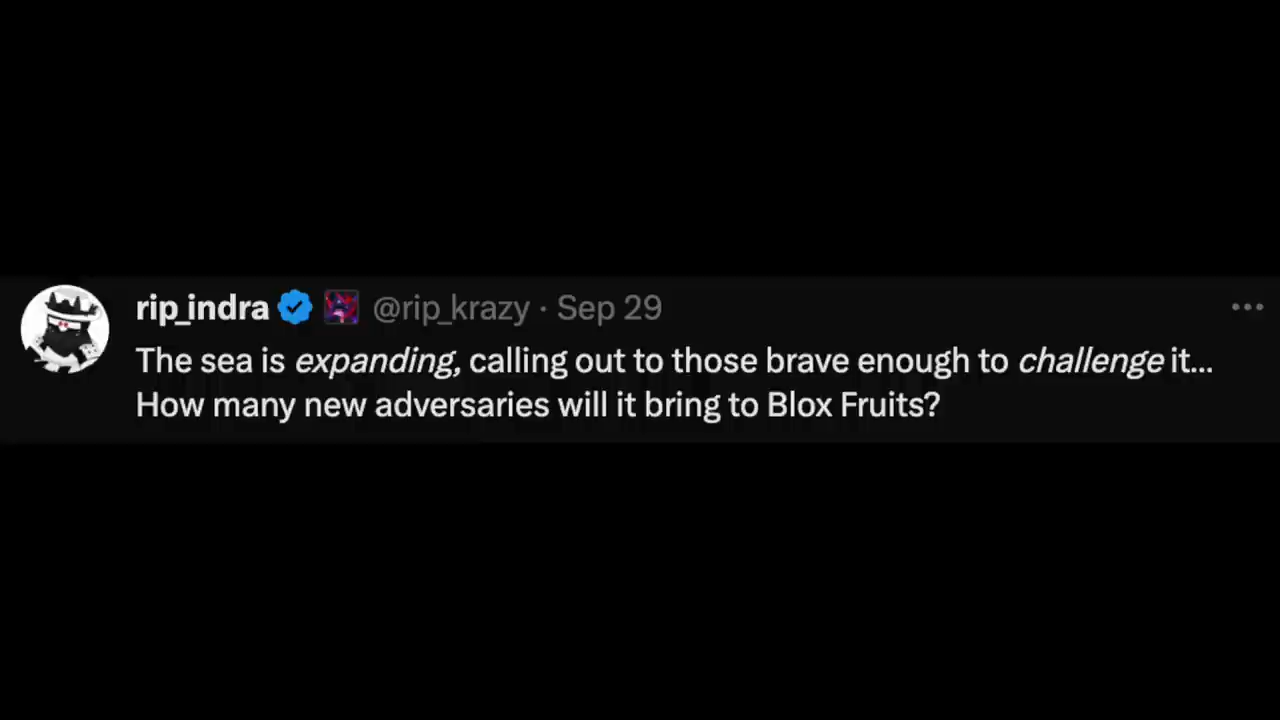 rip_indra @rip_krazy · Sep 29
The sea is expanding, calling out to those brave enough to challenge it...
How many new adversaries will it bring to Blox Fruits?